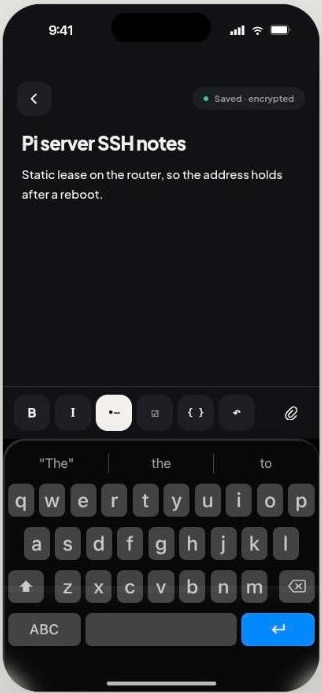 9:41
Saved · encrypted
Pi server SSH notes
Static lease on the router, so the address holds
after a reboot.
B I •– ☑ { } ↶
"The" the to
q w e r t y u i o p
a s d f g h j k l
z x c v b n m
ABC